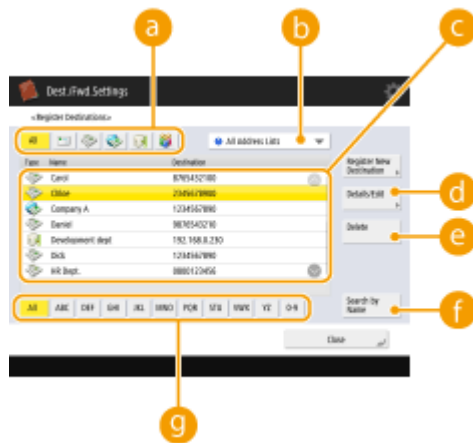 a
b
c
Dest./Fwd. Settings
<Register Destinations>
All
All Address Lists
Type Name Destination
Register New
Destination
Carol 8765432100
Chloe 2345678900
Details/Edit
d
Company A 1234567890
Daniel 9876543210
Delete
e
Development dept 192.168.0.230
Dick 1234567890
HR Dept. 0800123456
All ABC DEF GHI JKL MNO PQR STU VWX YZ 0-9
Search by
Name
f
Close
g